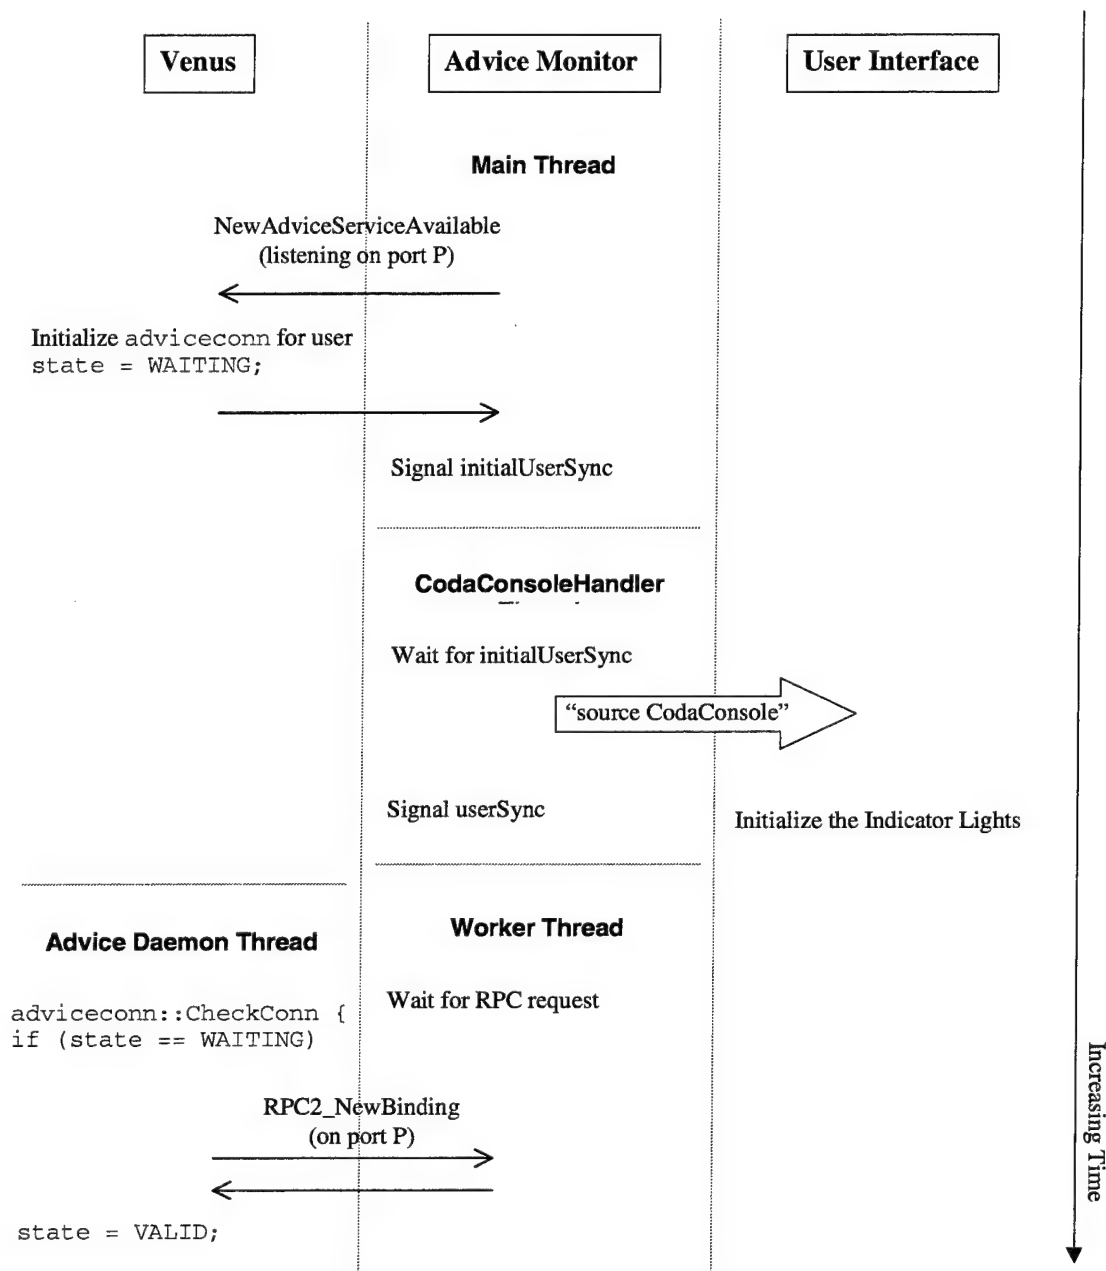 Venus
Advice Monitor
User Interface
Main Thread
NewAdviceServiceAvailable
(listening on port P)
Initialize adviceconn for user
state = WAITING;
Signal initialUserSync
CodaConsoleHandler
Wait for initialUserSync
“source CodaConsole”
Signal userSync
Initialize the Indicator Lights
Advice Daemon Thread
Worker Thread
Wait for RPC request
adviceconn::CheckConn {
if (state == WAITING)
RPC2_NewBinding
(on port P)
state = VALID;
Increasing Time